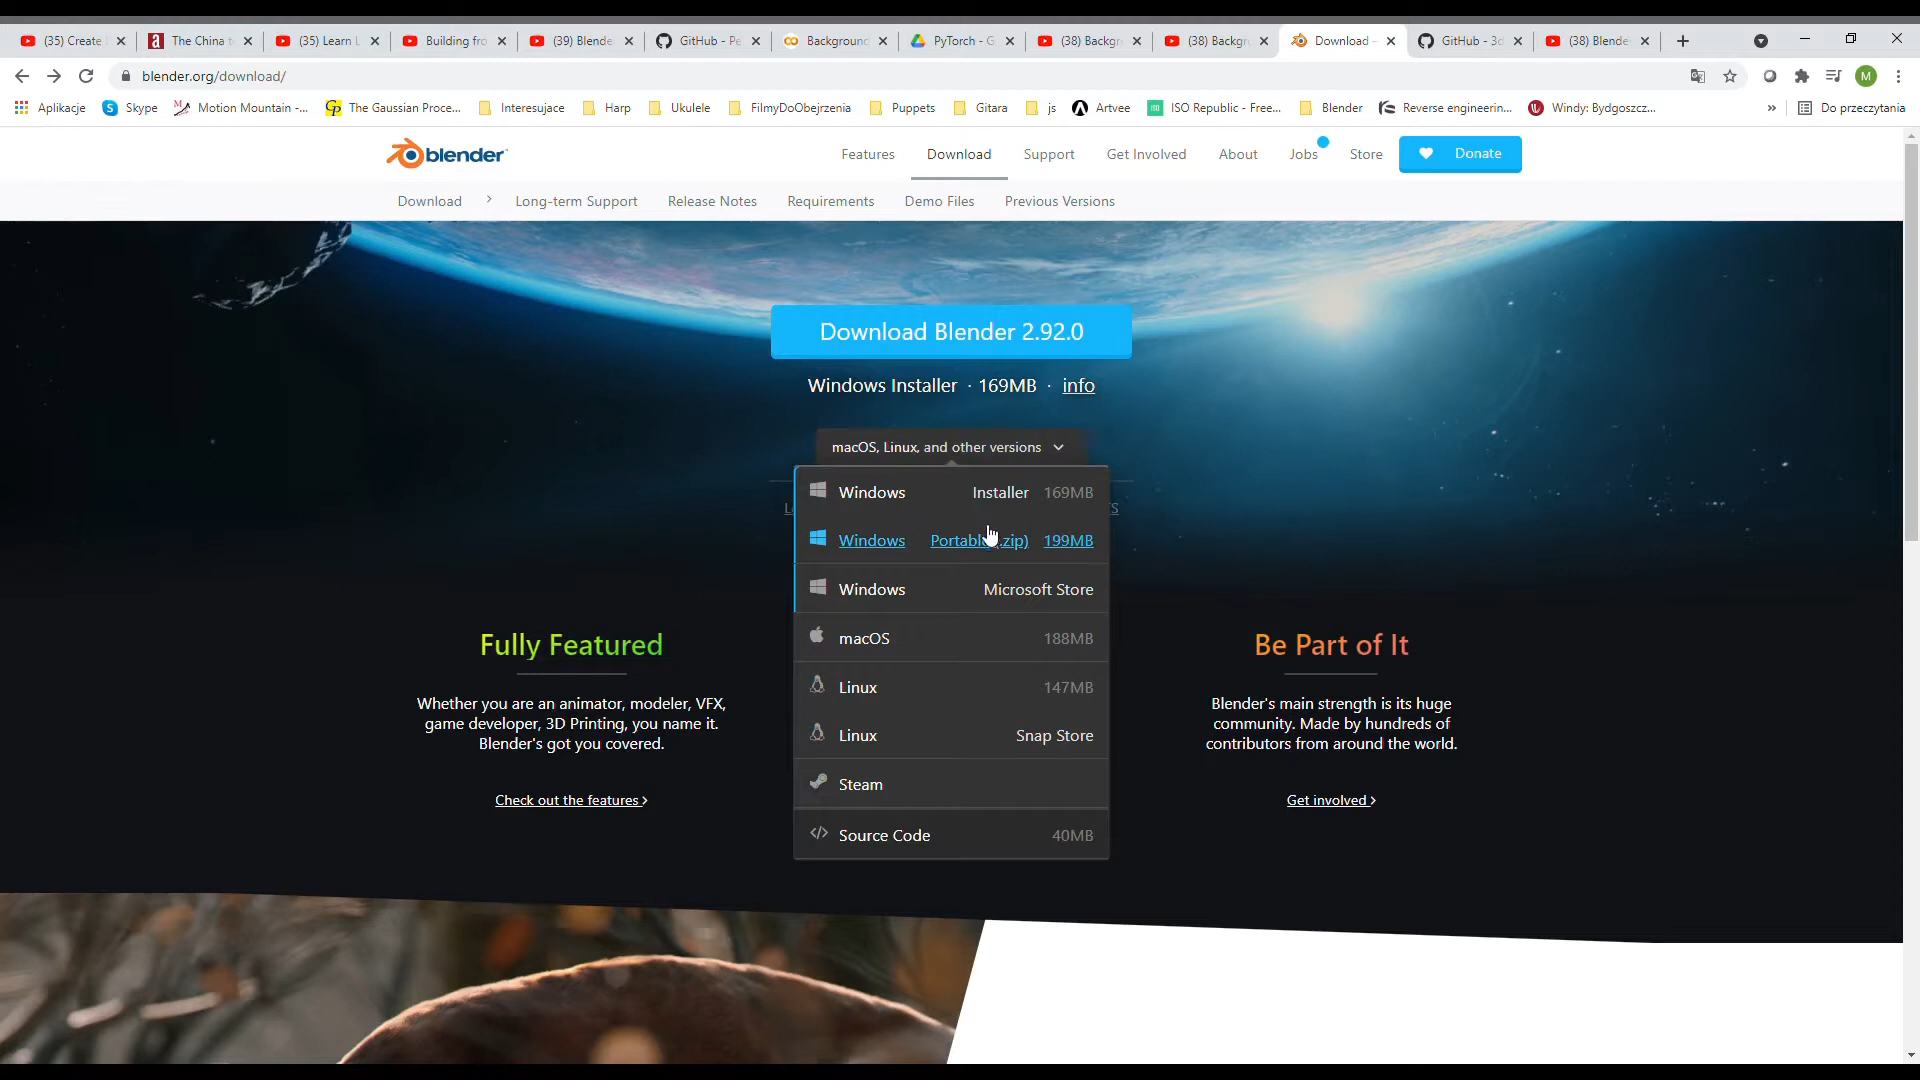 (35) Create
The China t
(35) Learn L
Building fro
(39) Blende
GitHub - Pe
Background
PyTorch - G
(38) Backgr
(38) Backgr
Download –
GitHub - 3d
(38) Blende
blender.org/download/
M
Aplikacje
Skype
Motion Mountain -...
The Gaussian Proce...
Interesujace
Harp
Ukulele
FilmyDoObejrzenia
Puppets
Gitara
js
Artvee
ISO Republic - Free...
Blender
Reverse engineerin...
Windy: Bydgoszcz...
»
Do przeczytania
blender
Features
Download
Support
Get Involved
About
Jobs
Store
Donate
Download
Long-term Support
Release Notes
Requirements
Demo Files
Previous Versions
Download Blender 2.92.0
Windows Installer · 169MB · info
macOS, Linux, and other versions
Windows Installer 169MB
Windows Portable (.zip) 199MB
Windows Microsoft Store
macOS 188MB
Linux 147MB
Linux Snap Store
Steam
Source Code 40MB
Fully Featured
Whether you are an animator, modeler, VFX,
game developer, 3D Printing, you name it.
Blender's got you covered.
Check out the features >
Be Part of It
Blender's main strength is its huge
community. Made by hundreds of
contributors from around the world.
Get involved >